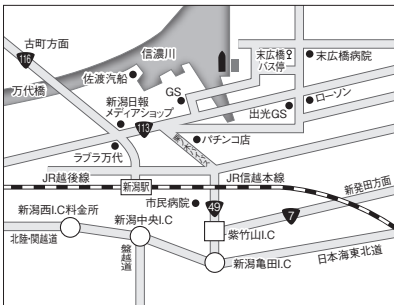 古町方面
116
信濃川
末広橋
バス停
末広橋病院
佐渡汽船
万代橋
GS
新潟日報
メディアショップ
ローソン
出光GS
113
パチンコ店
ラブラ万代
JR越後線
JR信越本線
新潟駅
新発田方面
市民病院
49
7
新潟西I.C料金所
新潟中央I.C
紫竹山I.C
北陸・関越道
磐越道
新潟亀田I.C
日本海東北道